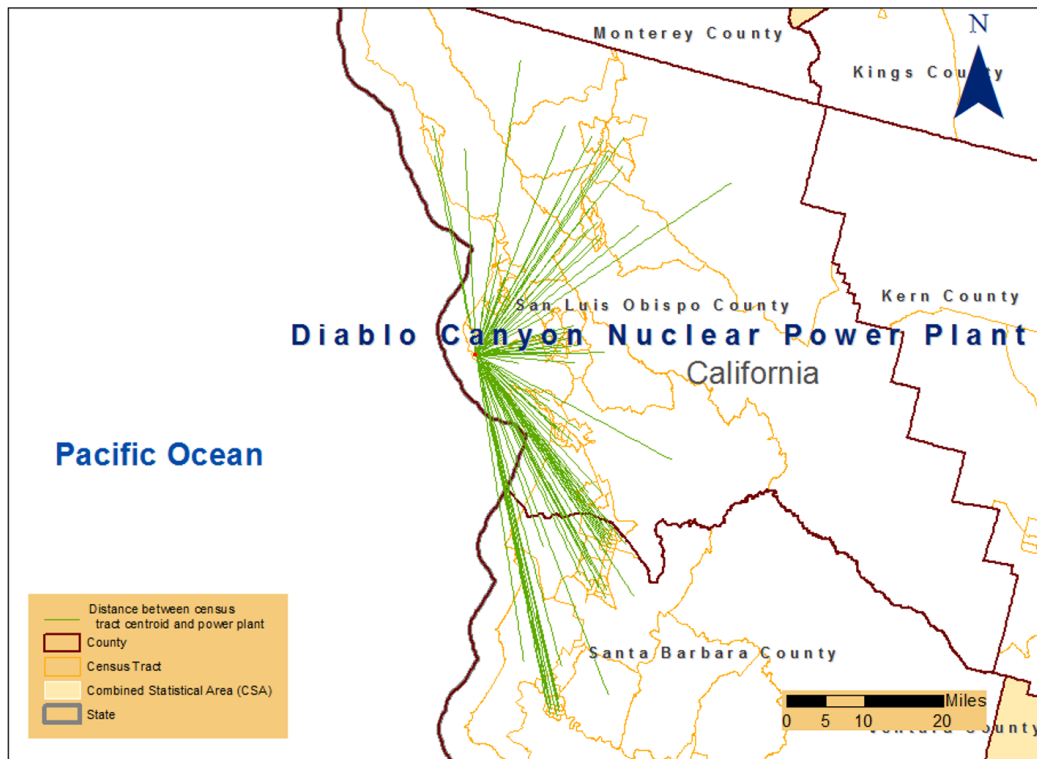 Monterey County
N
Kings County
San Luis Obispo County
Kern County
Diablo Canyon Nuclear Power Plant
California
Pacific Ocean
Distance between census
tract centroid and power plant
County
Census Tract
Combined Statistical Area (CSA)
State
Santa Barbara County
Miles
0 5 10 20
Ventura County